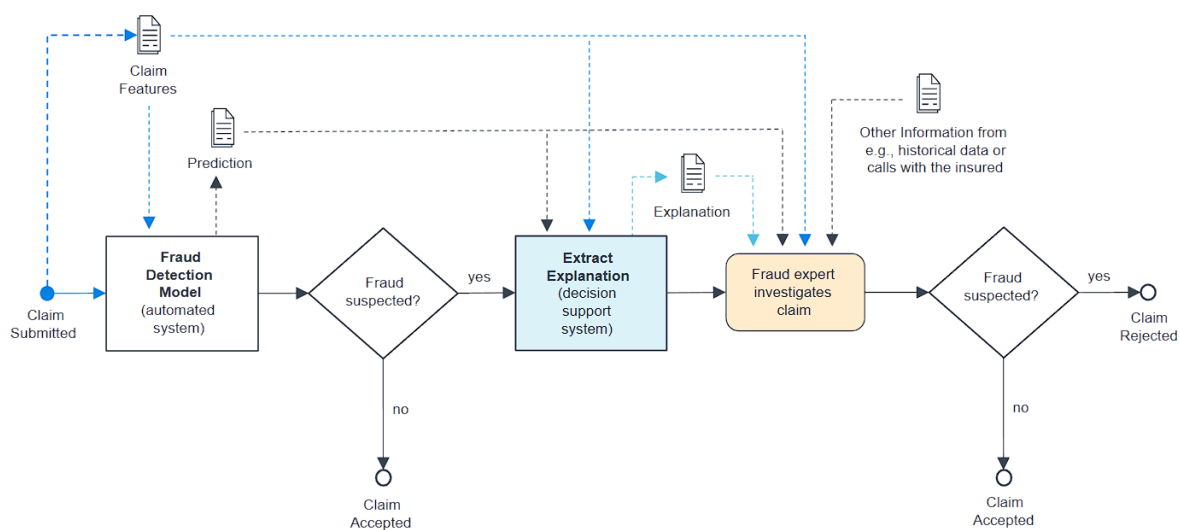 Claim
Features
Prediction
Other Information from
e.g., historical data or
calls with the insured
Explanation
Claim
Submitted
Fraud
Detection
Model
(automated
system)
Fraud
suspected?
yes
no
Claim
Accepted
Extract
Explanation
(decision
support
system)
Fraud expert
investigates
claim
Fraud
suspected?
yes
Claim
Rejected
no
Claim
Accepted